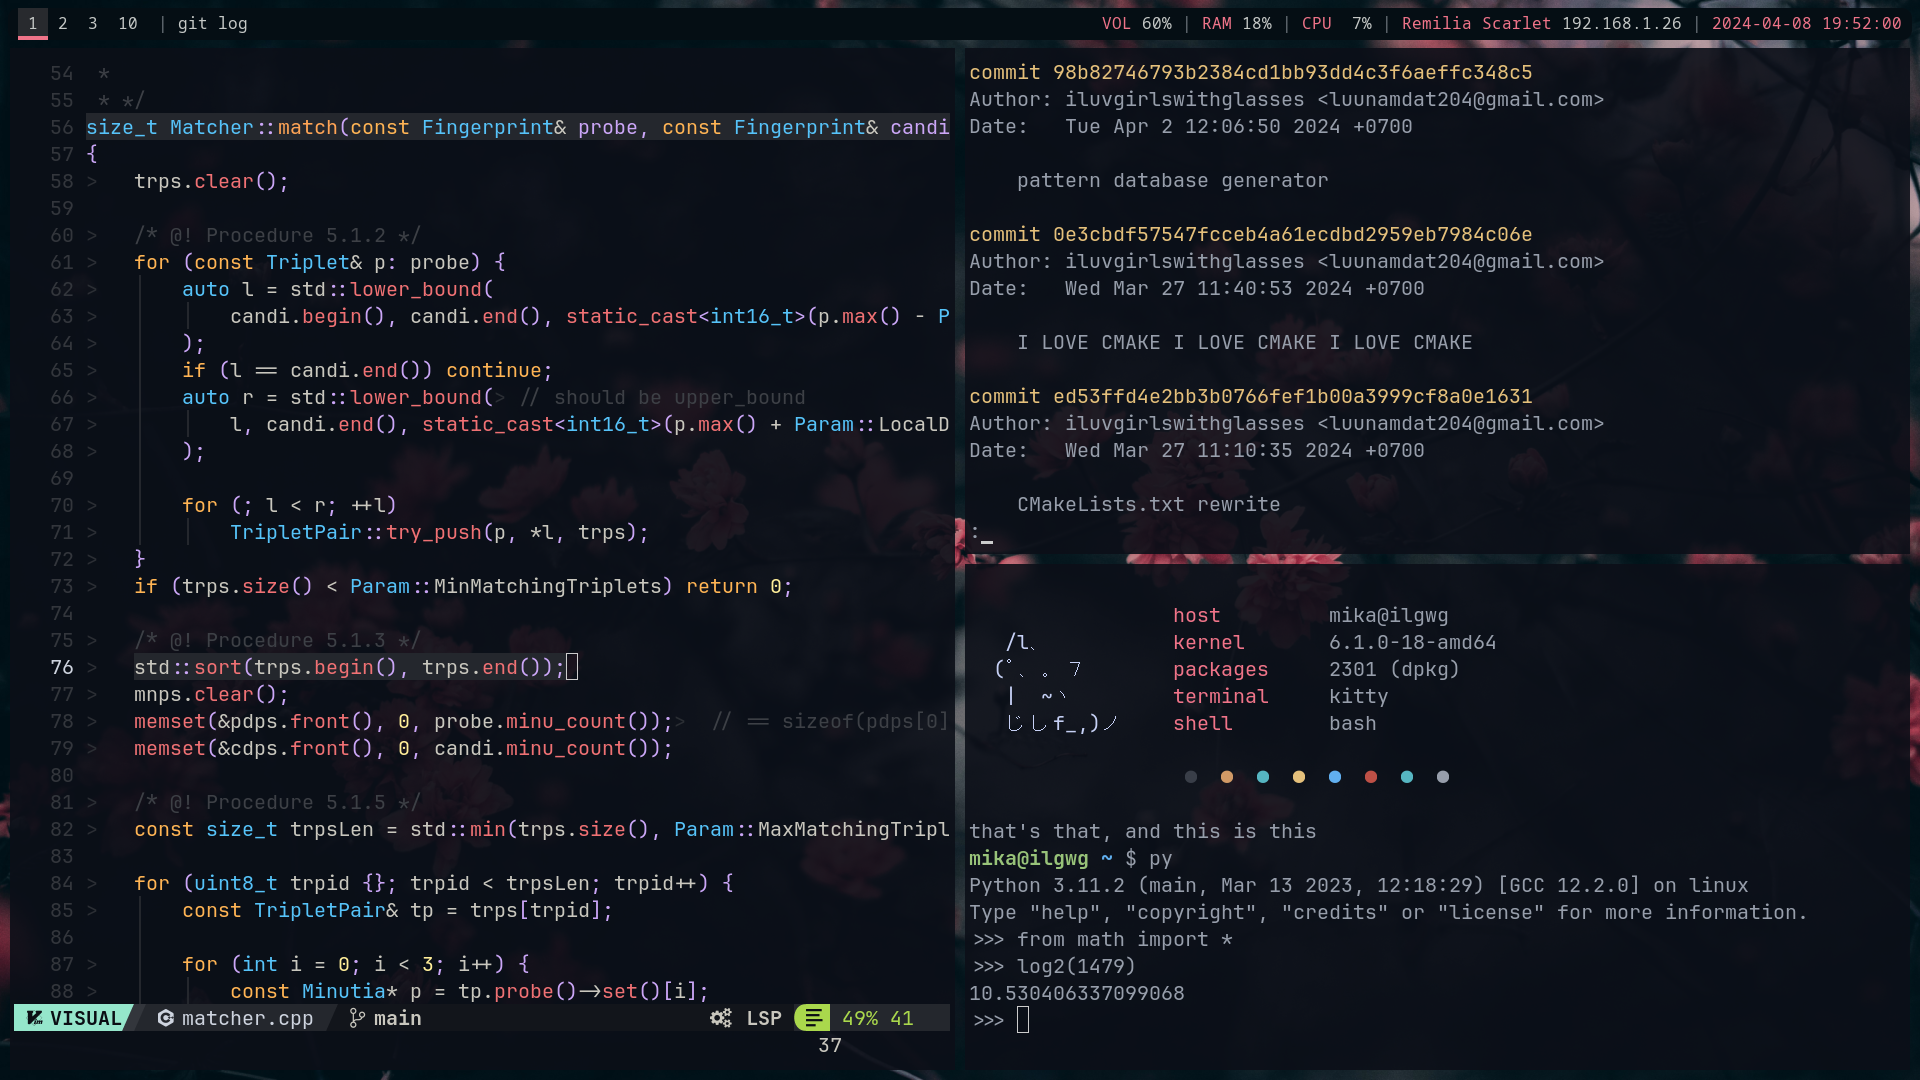 1 2 3 10 | git log
VOL 60% | RAM 18% | CPU 7% | Remilia Scarlet 192.168.1.26 | 2024-04-08 19:52:00
54 *
55 * */
56 size_t Matcher::match(const Fingerprint& probe, const Fingerprint& candi
57 {
58 > trps.clear();
59
60 > /* @! Procedure 5.1.2 */
61 > for (const Triplet& p: probe) {
62 > auto l = std::lower_bound(
63 > candi.begin(), candi.end(), static_cast<int16_t>(p.max() - P
64 > );
65 > if (l == candi.end()) continue;
66 > auto r = std::lower_bound(> // should be upper_bound
67 > l, candi.end(), static_cast<int16_t>(p.max() + Param::LocalD
68 > );
69
70 > for (; l < r; ++l)
71 > TripletPair::try_push(p, *l, trps);
72 > }
73 > if (trps.size() < Param::MinMatchingTriplets) return 0;
74
75 > /* @! Procedure 5.1.3 */
76 > std::sort(trps.begin(), trps.end());
77 > mnps.clear();
78 > memset(&pdps.front(), 0, probe.minu_count());> // == sizeof(pdps[0]
79 > memset(&cdps.front(), 0, candi.minu_count());
80
81 > /* @! Procedure 5.1.5 */
82 > const size_t trpsLen = std::min(trps.size(), Param::MaxMatchingTripl
83
84 > for (uint8_t trpid {}; trpid < trpsLen; trpid++) {
85 > const TripletPair& tp = trps[trpid];
86
87 > for (int i = 0; i < 3; i++) {
88 > const Minutia* p = tp.probe()->set()[i];
VISUAL matcher.cpp main LSP 49% 41
37
commit 98b82746793b2384cd1bb93dd4c3f6aeffc348c5
Author: iluvgirlswithglasses <luunamdat204@gmail.com>
Date: Tue Apr 2 12:06:50 2024 +0700
pattern database generator
commit 0e3cbdf57547fcceb4a61ecdbd2959eb7984c06e
Author: iluvgirlswithglasses <luunamdat204@gmail.com>
Date: Wed Mar 27 11:40:53 2024 +0700
I LOVE CMAKE I LOVE CMAKE I LOVE CMAKE
commit ed53ffd4e2bb3b0766fef1b00a3999cf8a0e1631
Author: iluvgirlswithglasses <luunamdat204@gmail.com>
Date: Wed Mar 27 11:10:35 2024 +0700
CMakeLists.txt rewrite
:
host mika@ilgwg
/l、 kernel 6.1.0-18-amd64
(ﾟ､ 。 7 packages 2301 (dpkg)
| ~ヽ terminal kitty
じしf_,)ノ shell bash
that's that, and this is this
mika@ilgwg ~ $ py
Python 3.11.2 (main, Mar 13 2023, 12:18:29) [GCC 12.2.0] on linux
Type "help", "copyright", "credits" or "license" for more information.
>>> from math import *
>>> log2(1479)
10.530406337099068
>>>